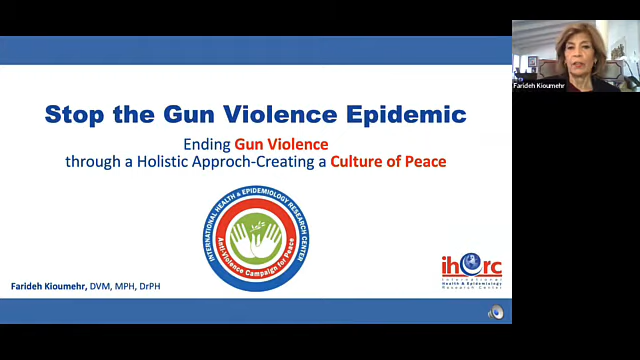 Stop the Gun Violence Epidemic
Ending Gun Violence
through a Holistic Approch-Creating a Culture of Peace
INTERNATIONAL HEALTH & EPIDEMIOLOGY RESEARCH CENTER
Anti-Violence Campaign for Peace
Farideh Kioumehr, DVM, MPH, DrPH
iherc
International
Health & Epidemiology
Research Center
Farideh Kioumehr